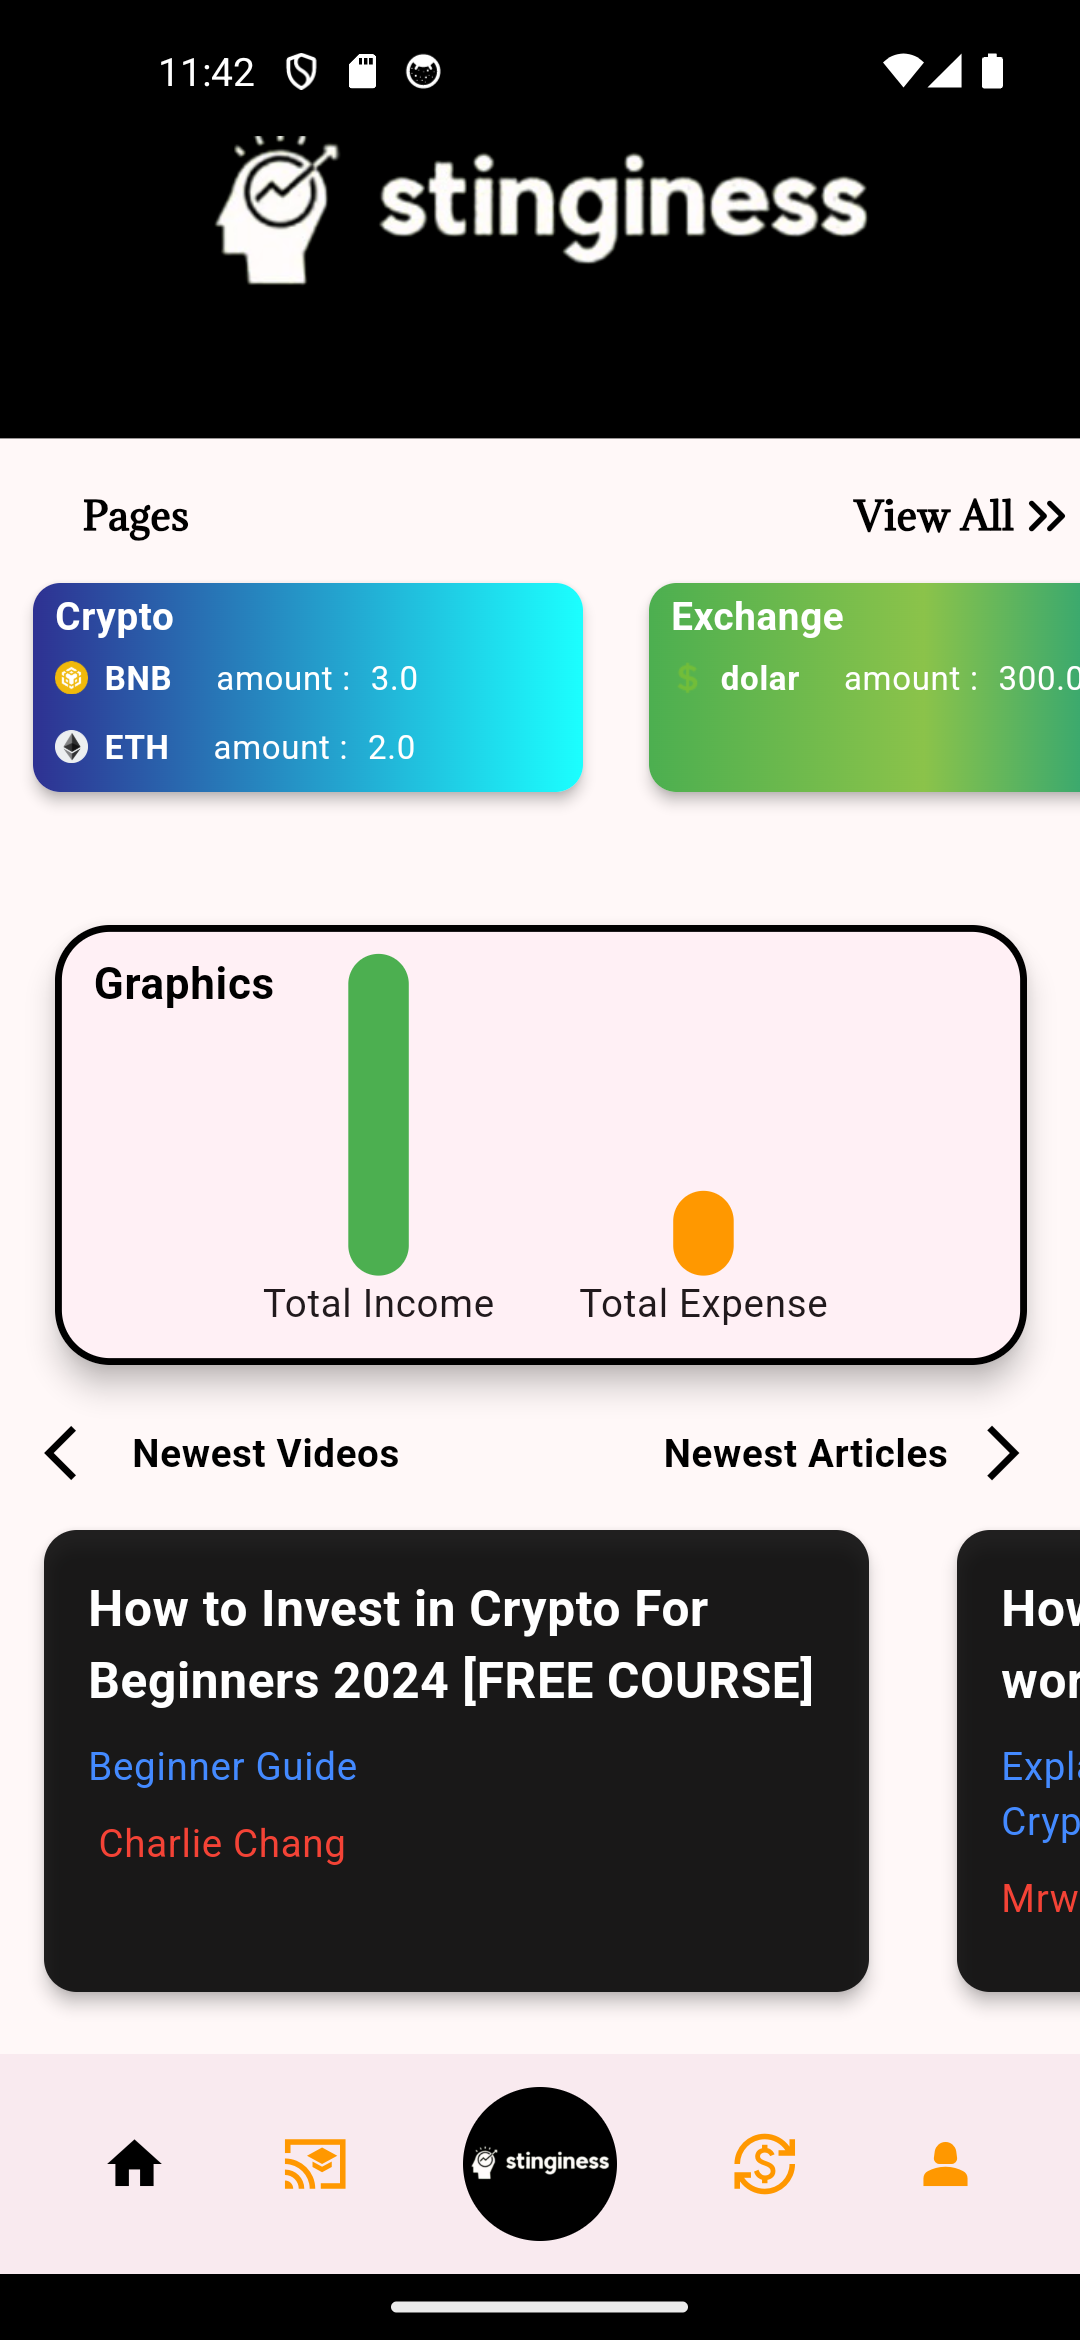 11:42
stinginess
Pages
View All
Crypto
BNB amount : 3.0
ETH amount : 2.0
Exchange
dolar amount : 300.0
Graphics
Total Income
Total Expense
Newest Videos
Newest Articles
How to Invest in Crypto For
Beginners 2024 [FREE COURSE]
Beginner Guide
Charlie Chang
How
wor
Expla
Cryp
Mrw
stinginess